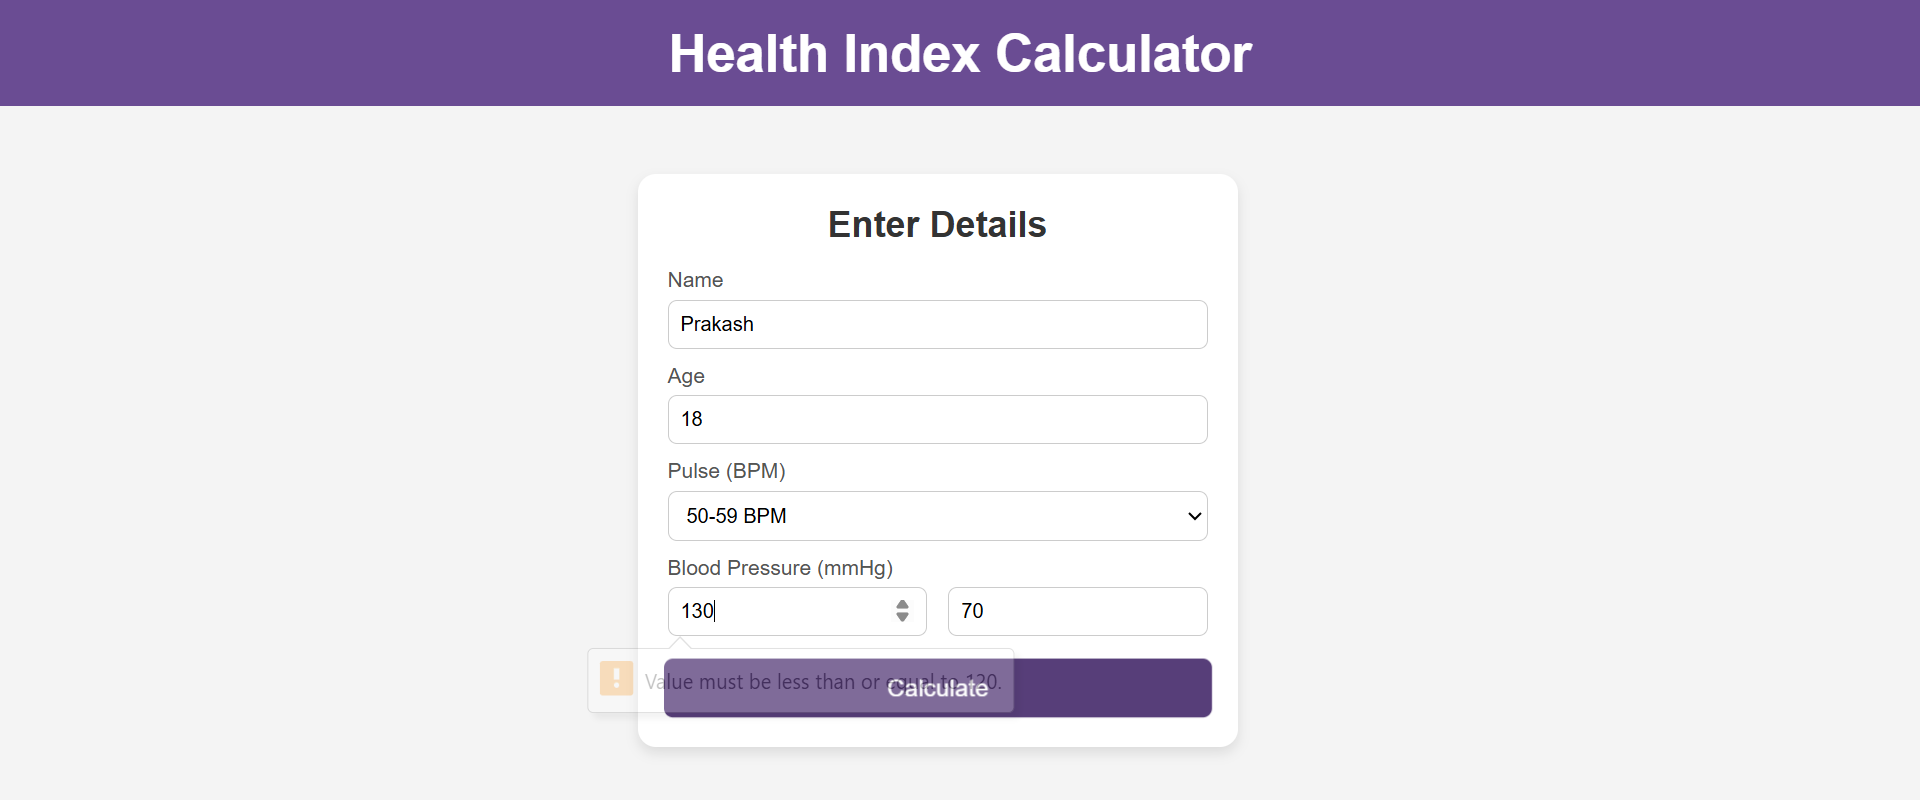 Health Index Calculator
Enter Details
Name
Prakash
Age
18
Pulse (BPM)
50-59 BPM
Blood Pressure (mmHg)
130
70
Value must be less than or equal to
Calculate